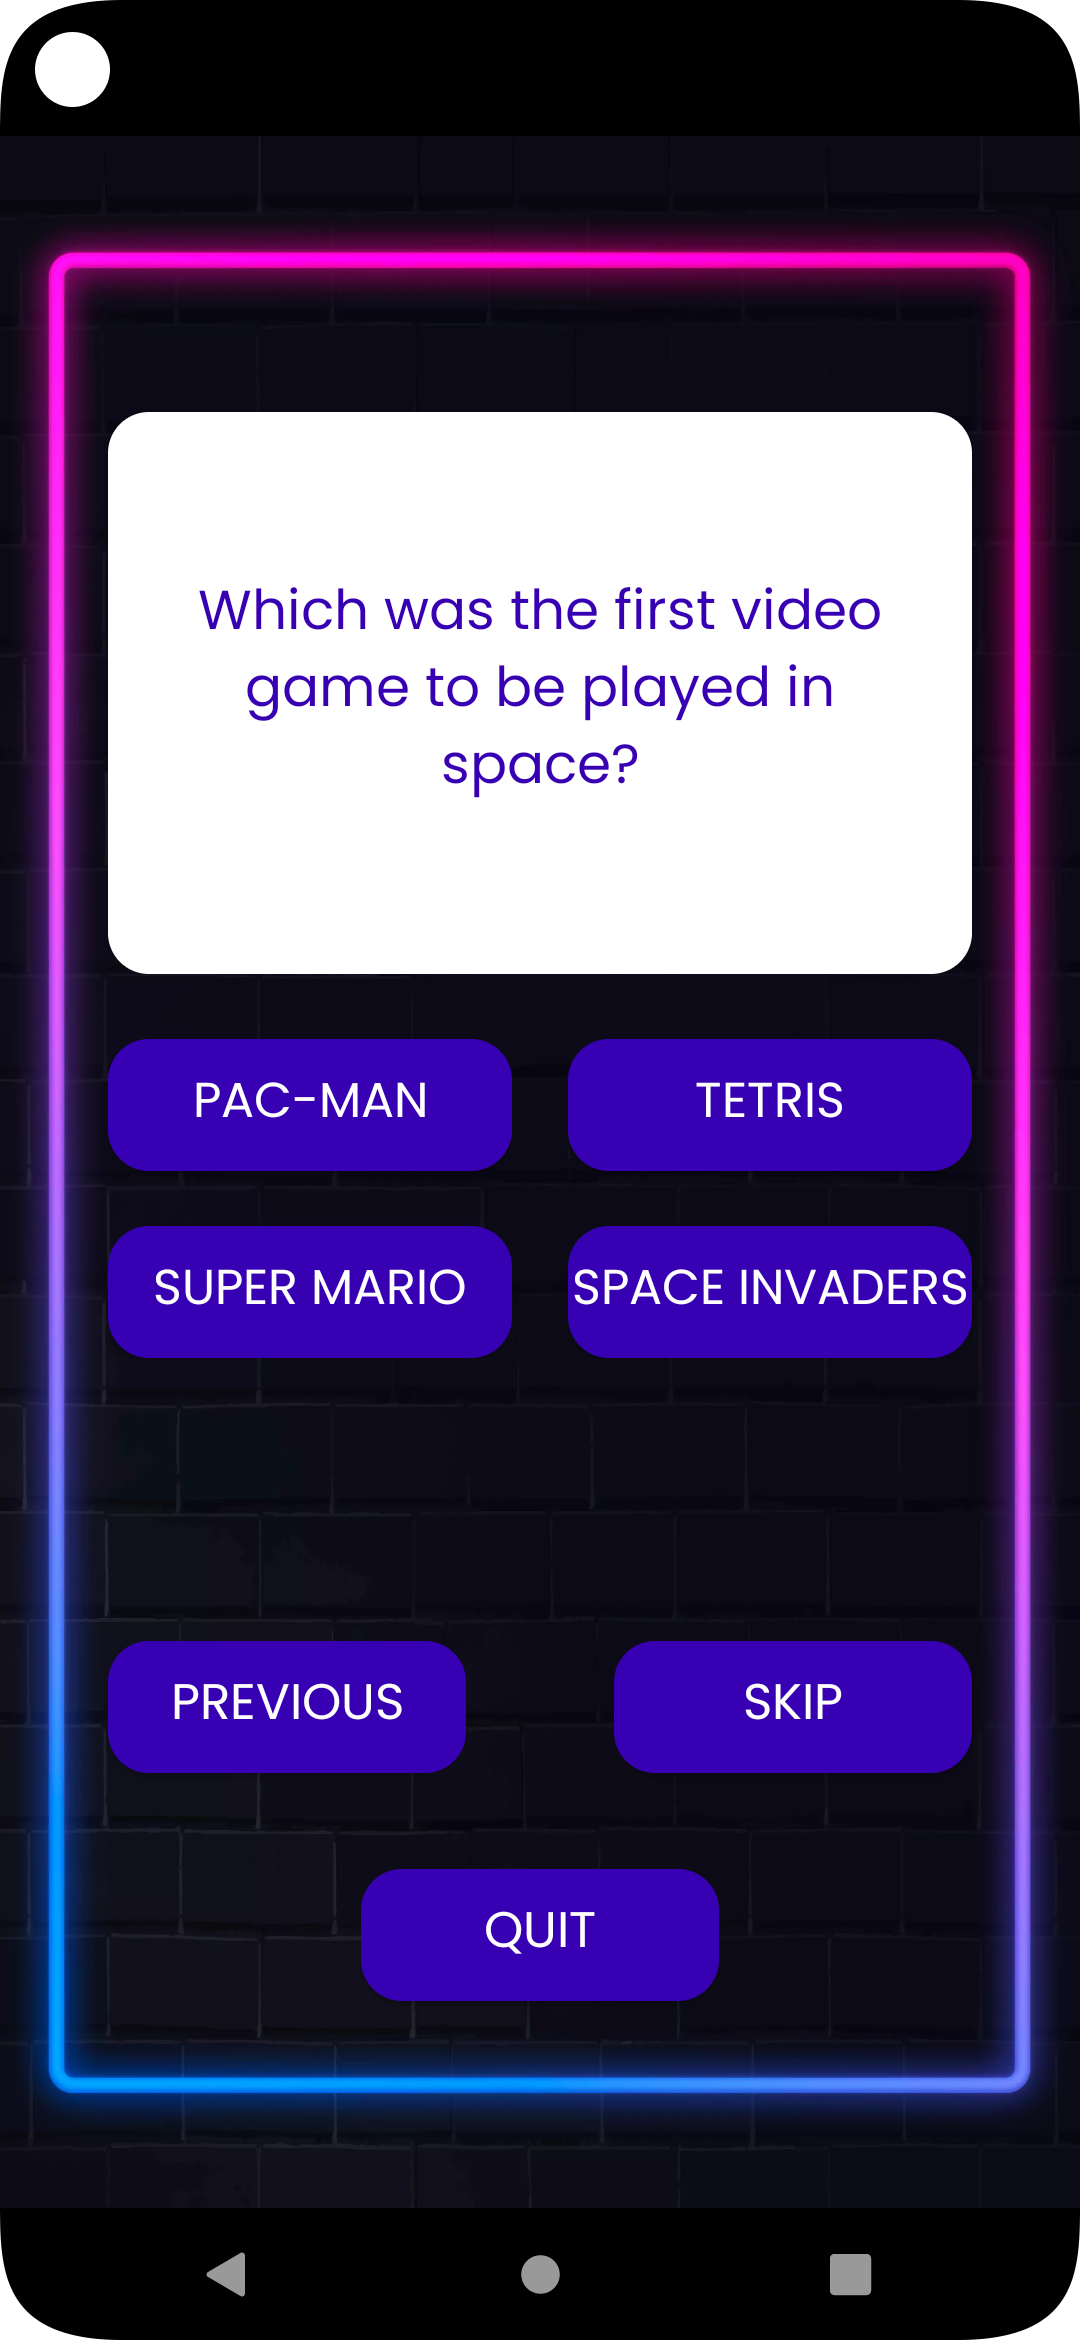 Which was the first video
game to be played in
space?
PAC-MAN
TETRIS
SUPER MARIO
SPACE INVADERS
PREVIOUS
SKIP
QUIT